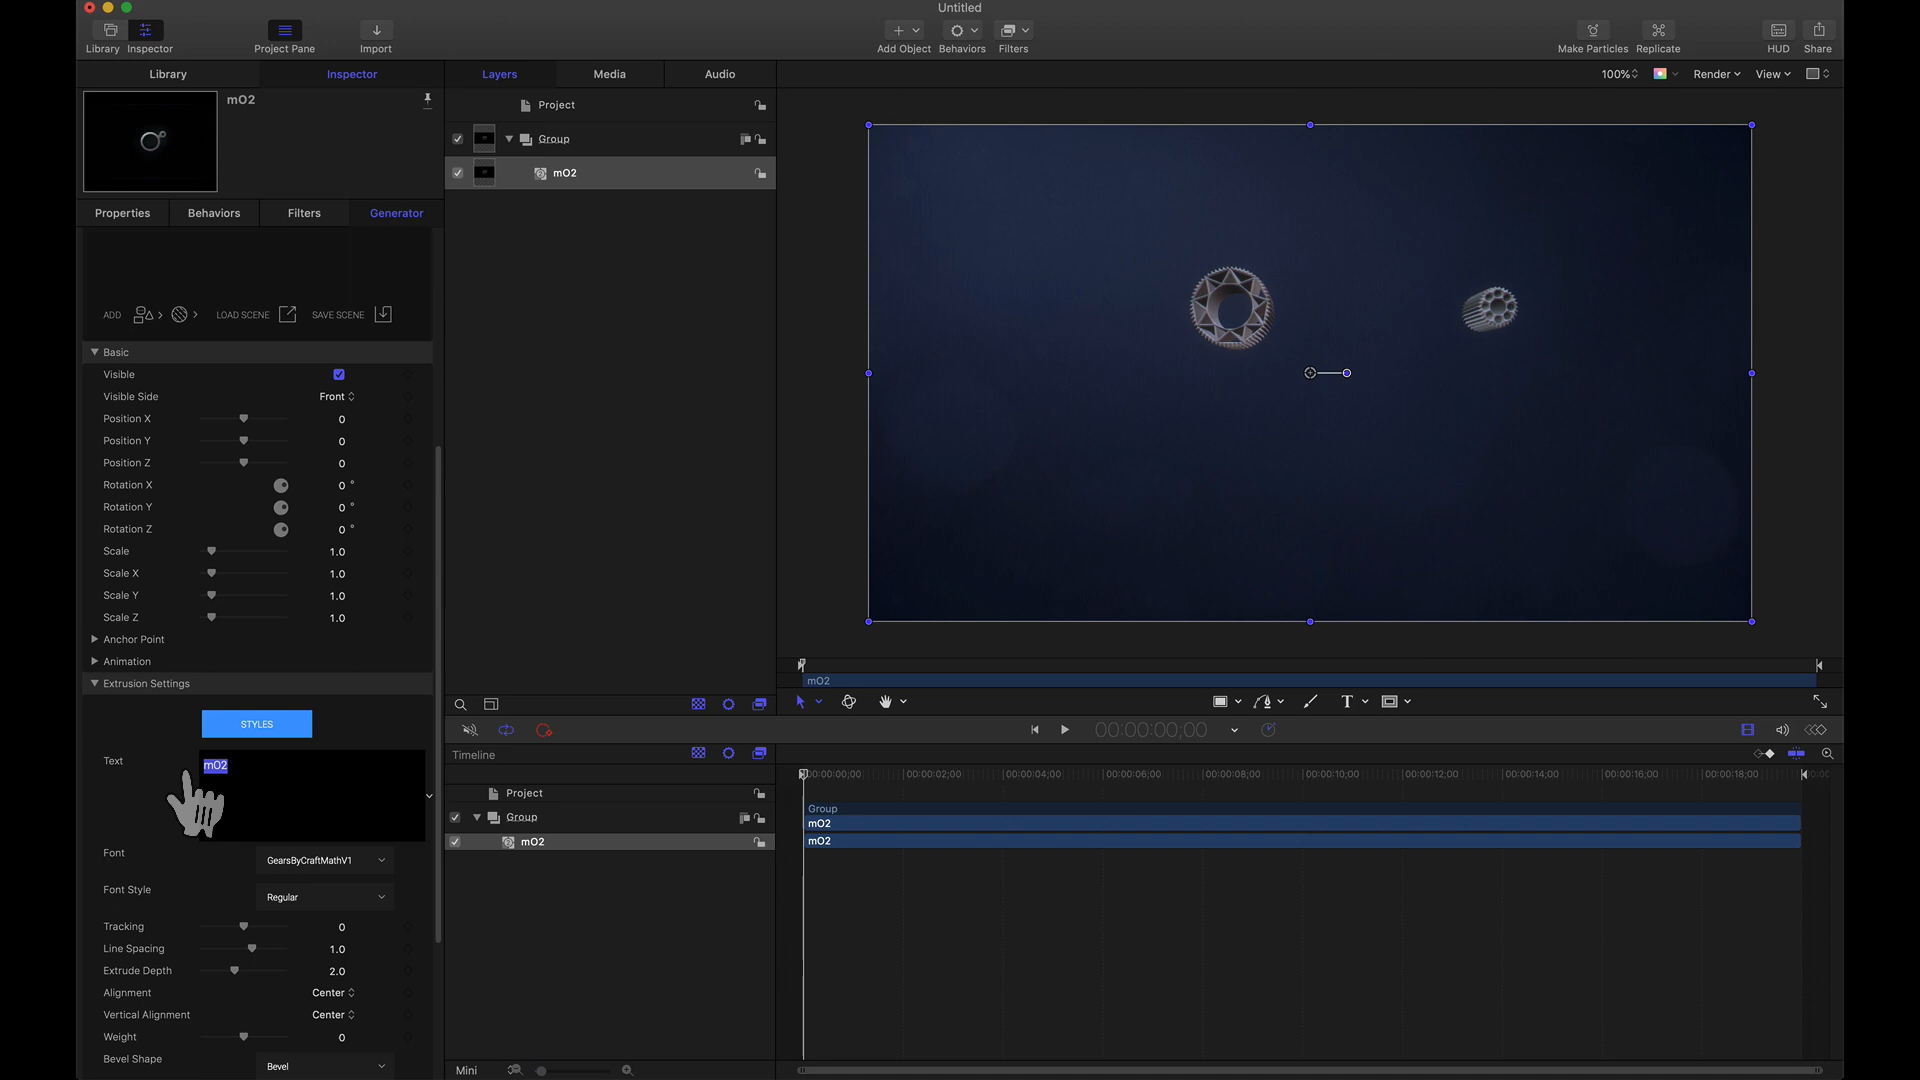 Untitled
Library
Inspector
Project Pane
Import
Add Object
Behaviors
Filters
Make Particles
Replicate
HUD
Share
Library
Inspector
Layers
Media
Audio
100%
Render
View
mO2
Project
Group
mO2
Properties
Behaviors
Filters
Generator
ADD
LOAD SCENE
SAVE SCENE
Basic
Visible
Visible Side
Front
Position X
0
Position Y
0
Position Z
0
Rotation X
0 °
Rotation Y
0 °
Rotation Z
0 °
Scale
1.0
Scale X
1.0
Scale Y
1.0
Scale Z
1.0
Anchor Point
Animation
Extrusion Settings
STYLES
Text
mO2
Font
GearsByCraftMathV1
Font Style
Regular
Tracking
0
Line Spacing
1.0
Extrude Depth
2.0
Alignment
Center
Vertical Alignment
Center
Weight
0
Bevel Shape
Bevel
mO2
T
00:00:00;00
Timeline
00:00:00;00
00:00:02;00
00:00:04;00
00:00:06;00
00:00:08;00
00:00:10;00
00:00:12;00
00:00:14;00
00:00:16;00
00:00:18;00
Project
Group
mO2
Group
mO2
mO2
Mini